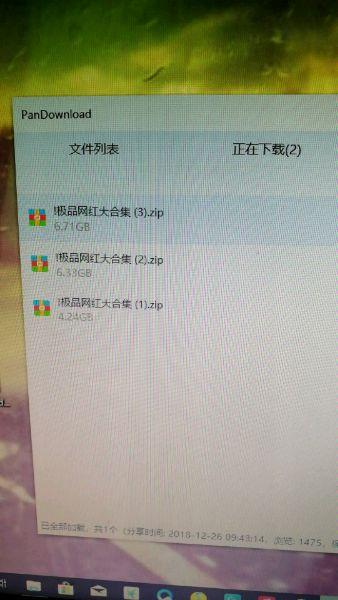 PanDownload
文件列表 正在下载(2)
!极品网红大合集 (3).zip
6.71GB
!极品网红大合集 (2).zip
6.33GB
!极品网红大合集 (1).zip
4.24GB
已全部加载，共1个（分享时间: 2018-12-26 09:43:14，浏览: 1475，